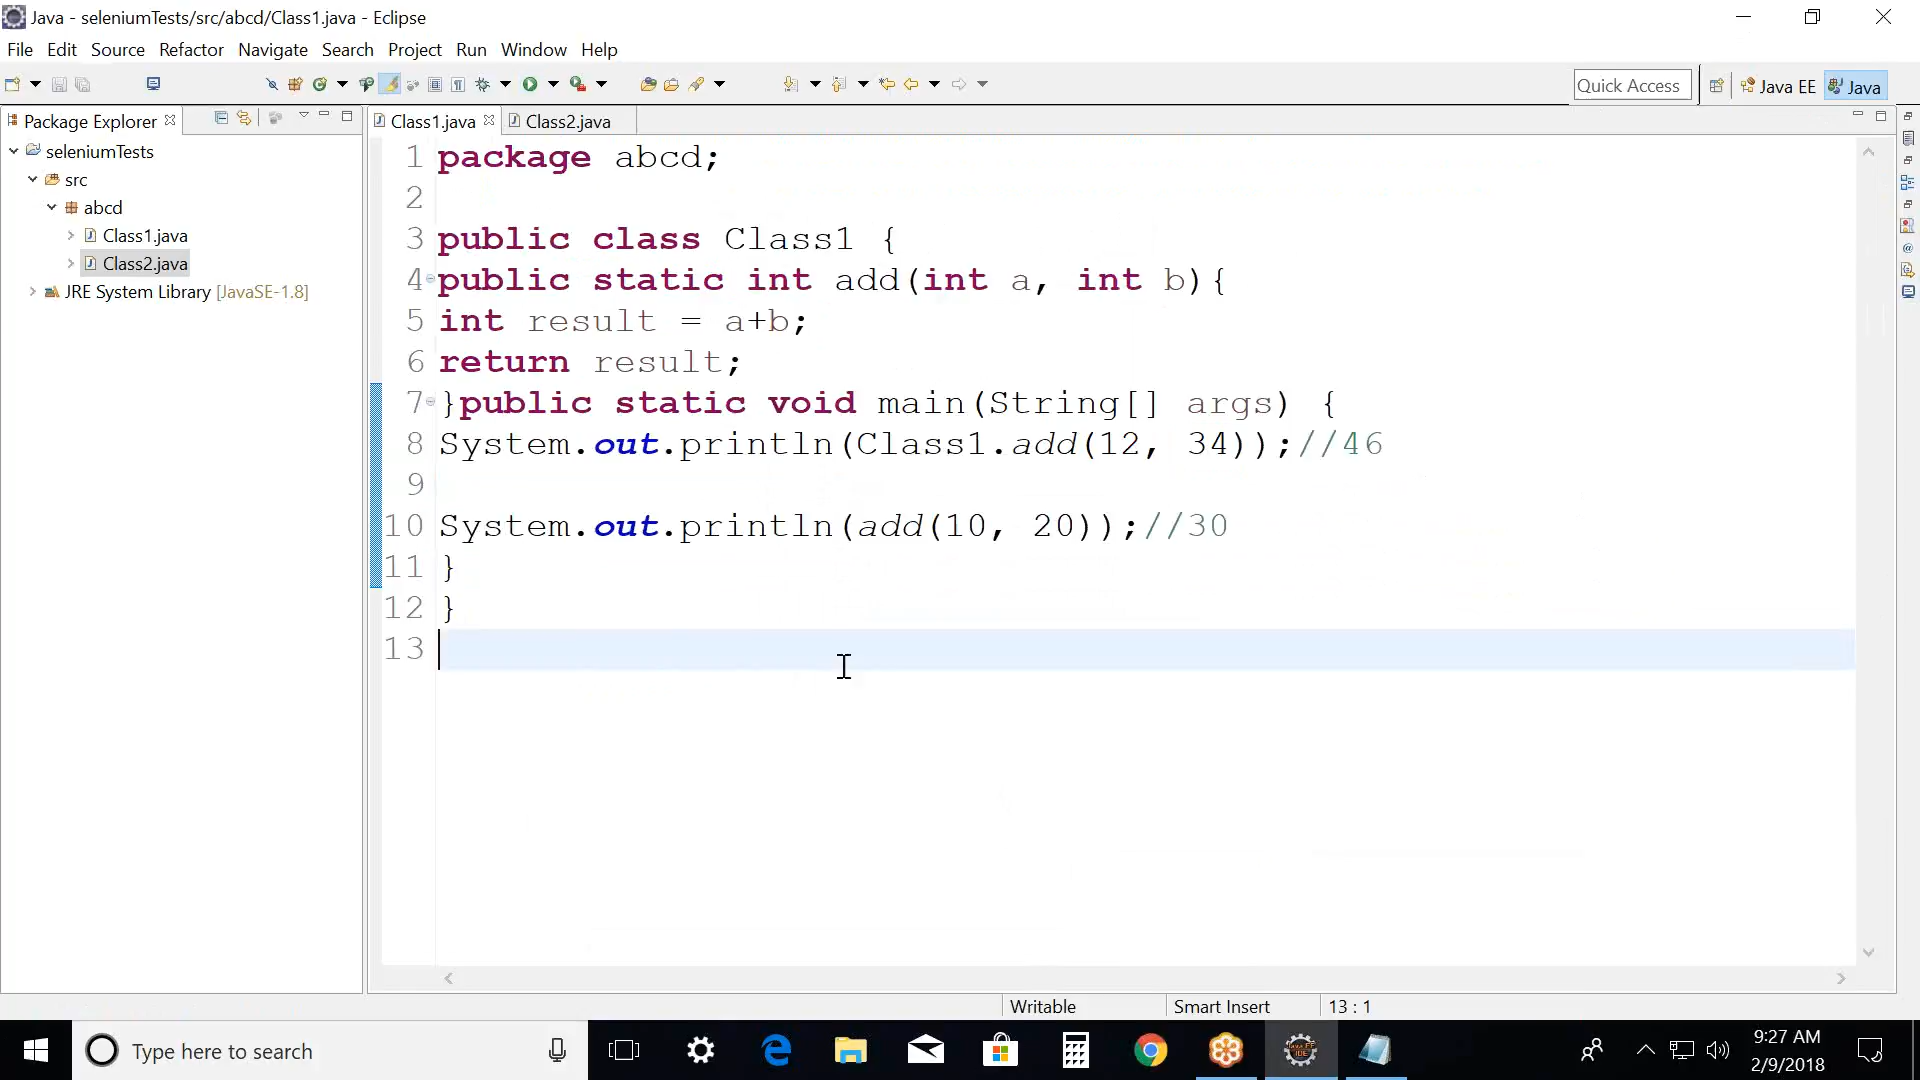 Java - seleniumTests/src/abcd/Class1.java - Eclipse
File Edit Source Refactor Navigate Search Project Run Window Help
Quick Access Java EE Java
Package Explorer Class1.java Class2.java
seleniumTests
src
abcd
Class1.java
Class2.java
JRE System Library [JavaSE-1.8]
1 package abcd;
2
3 public class Class1 {
4 public static int add(int a, int b){
5 int result = a+b;
6 return result;
7 }public static void main(String[] args) {
8 System.out.println(Class1.add(12, 34));//46
9
10 System.out.println(add(10, 20));//30
11 }
12 }
13
Writable Smart Insert 13 : 1
Type here to search
9:27 AM
2/9/2018